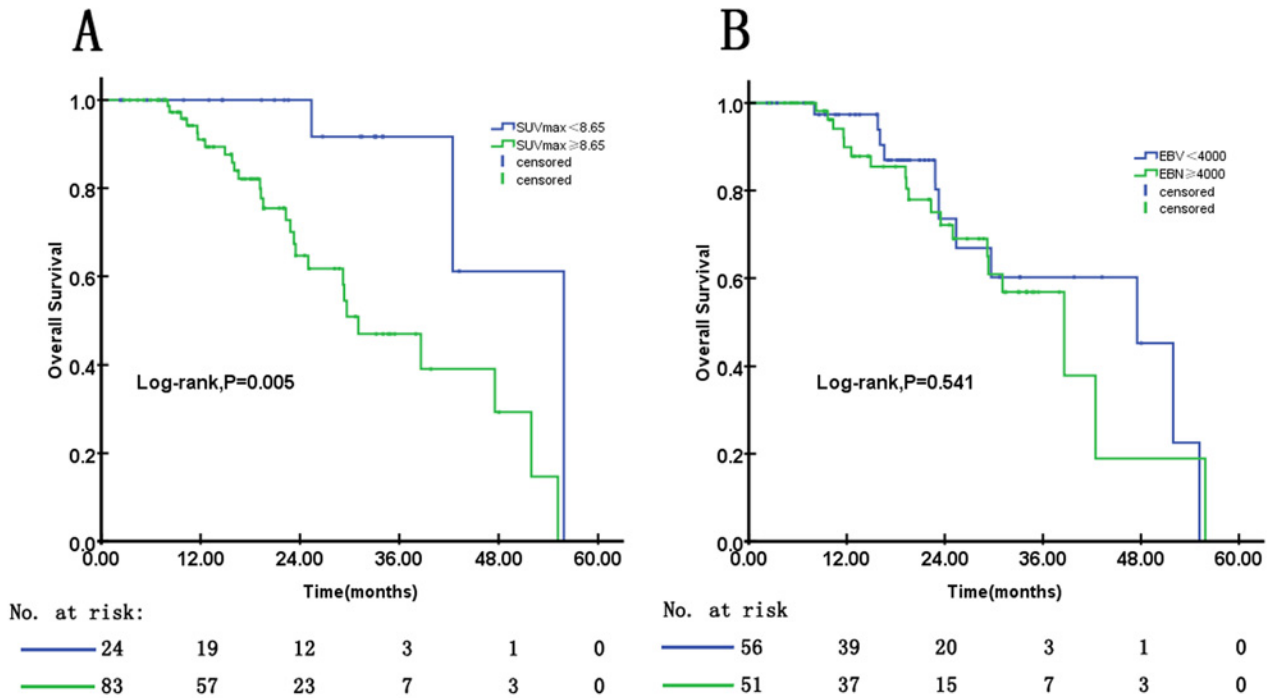 A
1.0
0.8
0.6
0.4
0.2
0.0
Overall Survival
SUVmax<8.65
SUVmax≥8.65
censored
censored
Log-rank,P=0.005
0.00 12.00 24.00 36.00 48.00 60.00
Time(months)
No. at risk:
24 19 12 3 1 0
83 57 23 7 3 0
B
1.0
0.8
0.6
0.4
0.2
0.0
Overall Survival
EBV<4000
EBN≥4000
censored
censored
Log-rank,P=0.541
0.00 12.00 24.00 36.00 48.00 60.00
Time(months)
No. at risk
56 39 20 3 1 0
51 37 15 7 3 0